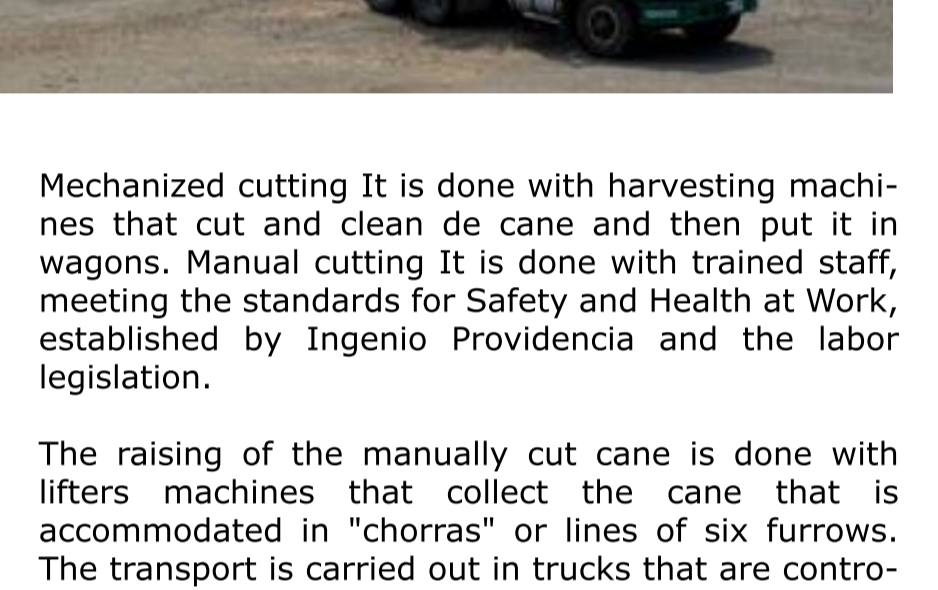 Mechanized cutting It is done with harvesting machi-
nes that cut and clean de cane and then put it in
wagons. Manual cutting It is done with trained staff,
meeting the standards for Safety and Health at Work,
established by Ingenio Providencia and the labor
legislation.
The raising of the manually cut cane is done with
lifters machines that collect the cane that is
accommodated in "chorras" or lines of six furrows.
The transport is carried out in trucks that are contro-